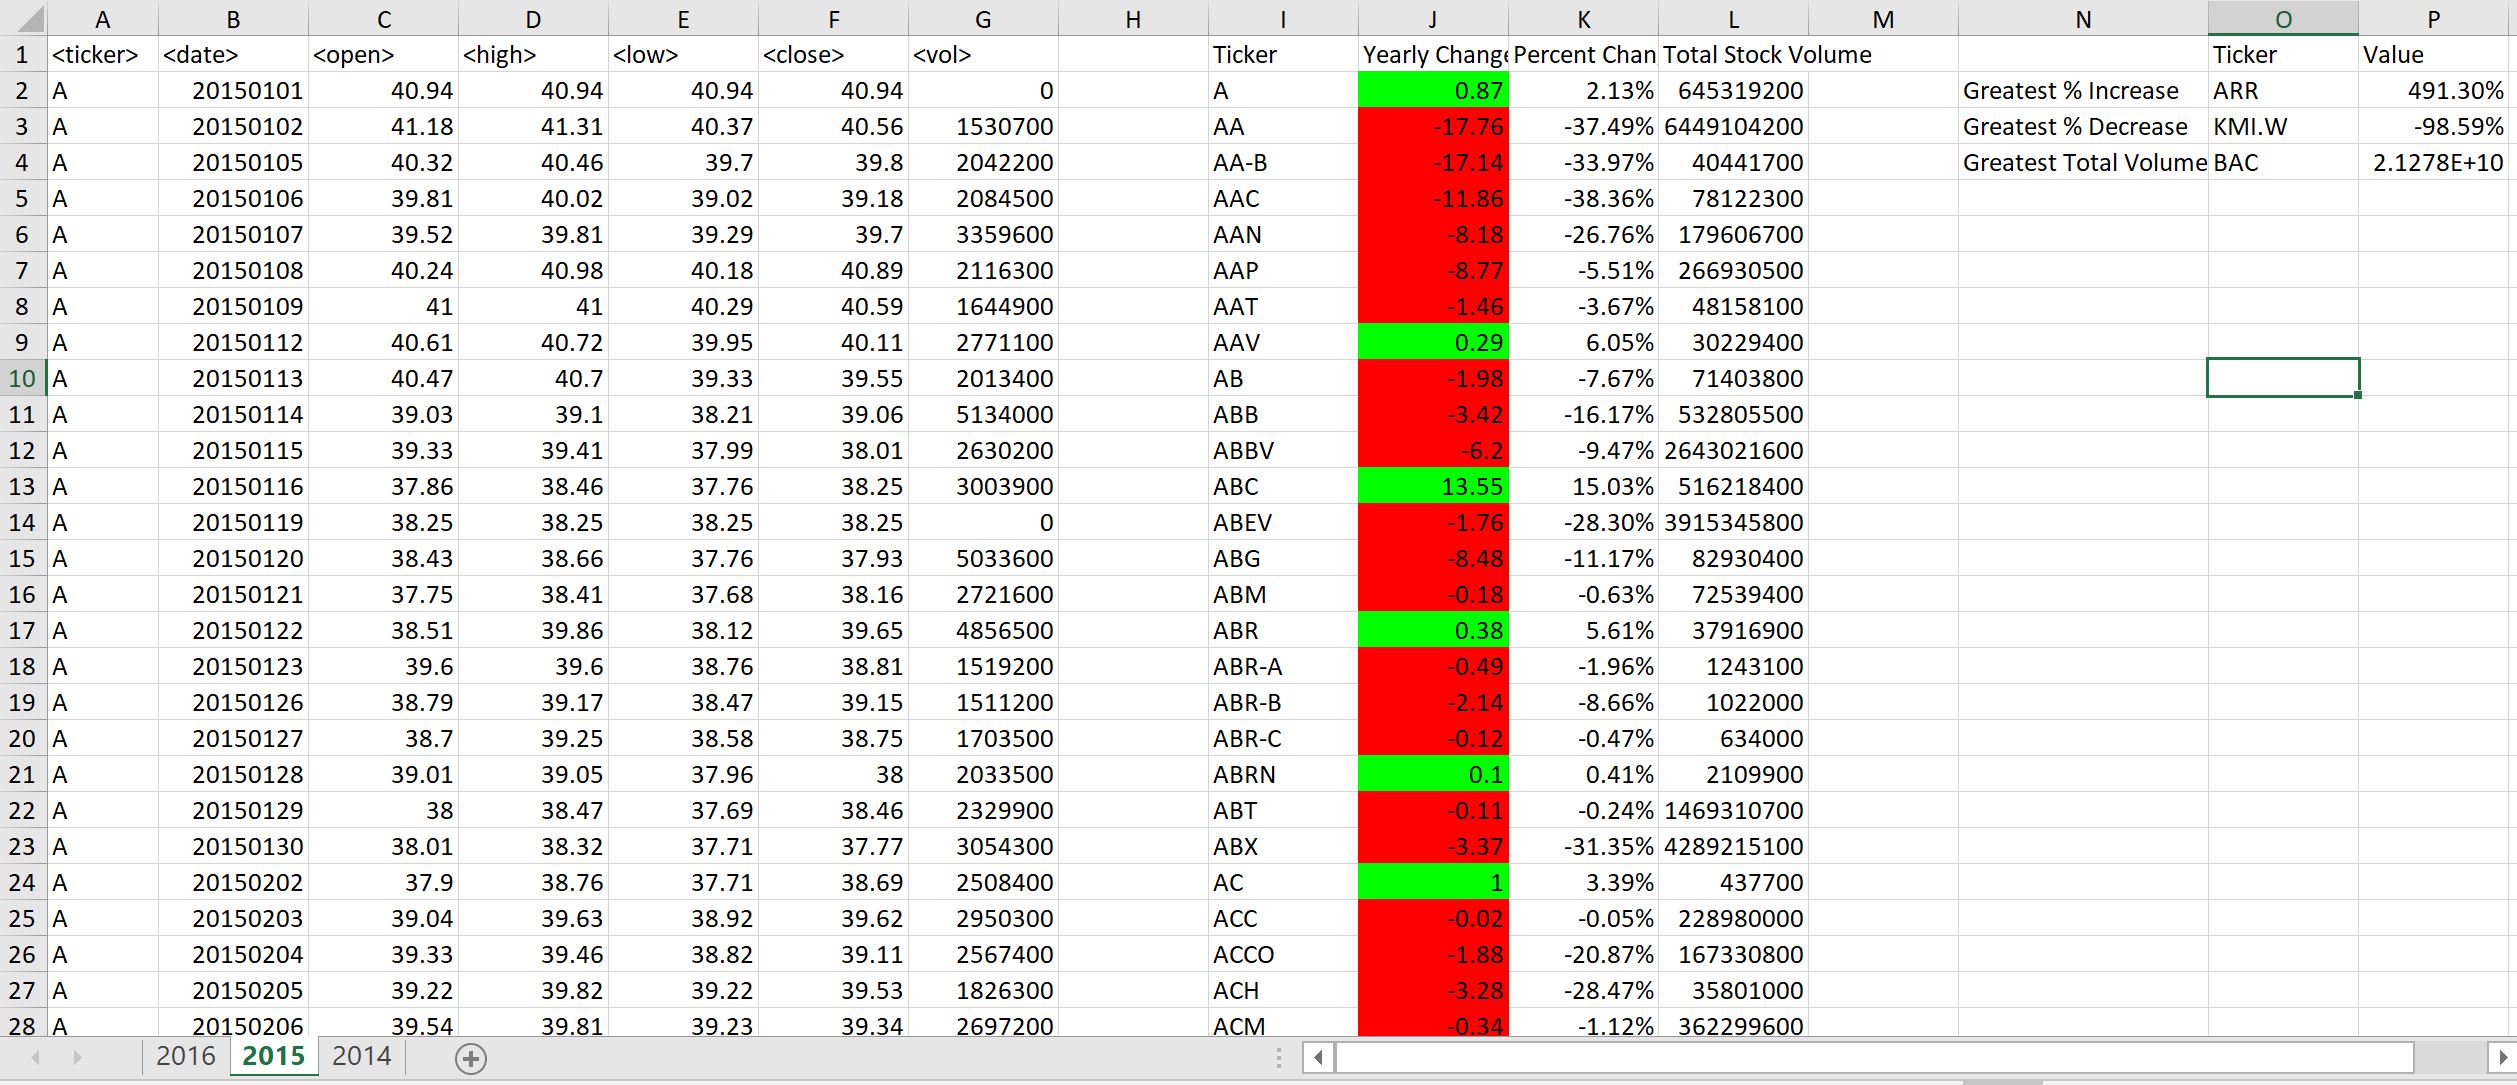 A B C D E F G H I J K L M N O P
1 <ticker> <date> <open> <high> <low> <close> <vol> Ticker Yearly Change Percent Chan Total Stock Volume Ticker Value
2 A 20150101 40.94 40.94 40.94 40.94 0 A 0.87 2.13% 645319200 Greatest % Increase ARR 491.30%
3 A 20150102 41.18 41.31 40.37 40.56 1530700 AA -17.76 -37.49% 6449104200 Greatest % Decrease KMI.W -98.59%
4 A 20150105 40.32 40.46 39.7 39.8 2042200 AA-B -17.14 -33.97% 40441700 Greatest Total Volume BAC 2.1278E+10
5 A 20150106 39.81 40.02 39.02 39.18 2084500 AAC -11.86 -38.36% 78122300
6 A 20150107 39.52 39.81 39.29 39.7 3359600 AAN -8.18 -26.76% 179606700
7 A 20150108 40.24 40.98 40.18 40.89 2116300 AAP -8.77 -5.51% 266930500
8 A 20150109 41 41 40.29 40.59 1644900 AAT -1.46 -3.67% 48158100
9 A 20150112 40.61 40.72 39.95 40.11 2771100 AAV 0.29 6.05% 30229400
10 A 20150113 40.47 40.7 39.33 39.55 2013400 AB -1.98 -7.67% 71403800
11 A 20150114 39.03 39.1 38.21 39.06 5134000 ABB -3.42 -16.17% 532805500
12 A 20150115 39.33 39.41 37.99 38.01 2630200 ABBV -6.2 -9.47% 2643021600
13 A 20150116 37.86 38.46 37.76 38.25 3003900 ABC 13.55 15.03% 516218400
14 A 20150119 38.25 38.25 38.25 38.25 0 ABEV -1.76 -28.30% 3915345800
15 A 20150120 38.43 38.66 37.76 37.93 5033600 ABG -8.48 -11.17% 82930400
16 A 20150121 37.75 38.41 37.68 38.16 2721600 ABM -0.18 -0.63% 72539400
17 A 20150122 38.51 39.86 38.12 39.65 4856500 ABR 0.38 5.61% 37916900
18 A 20150123 39.6 39.6 38.76 38.81 1519200 ABR-A -0.49 -1.96% 1243100
19 A 20150126 38.79 39.17 38.47 39.15 1511200 ABR-B -2.14 -8.66% 1022000
20 A 20150127 38.7 39.25 38.58 38.75 1703500 ABR-C -0.12 -0.47% 634000
21 A 20150128 39.01 39.05 37.96 38 2033500 ABRN 0.1 0.41% 2109900
22 A 20150129 38 38.47 37.69 38.46 2329900 ABT -0.11 -0.24% 1469310700
23 A 20150130 38.01 38.32 37.71 37.77 3054300 ABX -3.37 -31.35% 4289215100
24 A 20150202 37.9 38.76 37.71 38.69 2508400 AC 1 3.39% 437700
25 A 20150203 39.04 39.63 38.92 39.62 2950300 ACC -0.02 -0.05% 228980000
26 A 20150204 39.33 39.46 38.82 39.11 2567400 ACCO -1.88 -20.87% 167330800
27 A 20150205 39.22 39.82 39.22 39.53 1826300 ACH -3.28 -28.47% 35801000
28 A 20150206 39.54 39.81 39.23 39.34 2697200 ACM -0.34 -1.12% 362299600
2016 2015 2014